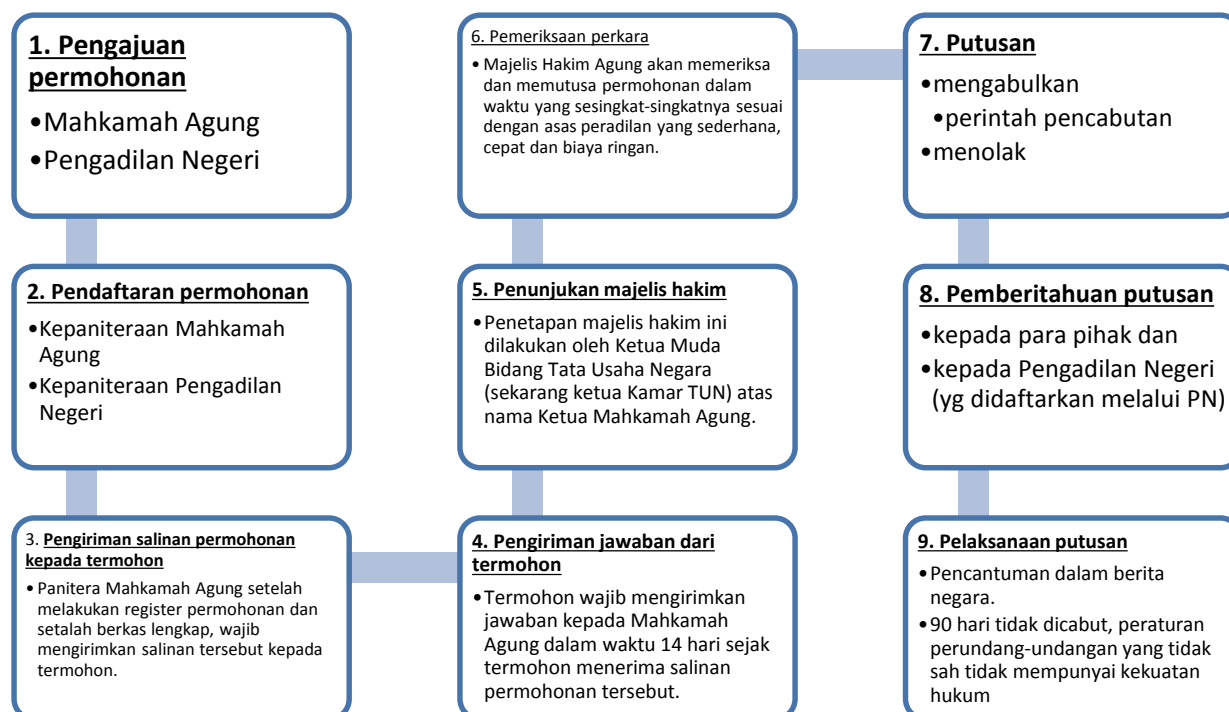 1. Pengajuan
permohonan
•Mahkamah Agung
•Pengadilan Negeri
2. Pendaftaran permohonan
•Kepaniteraan Mahkamah
Agung
•Kepaniteraan Pengadilan
Negeri
3. Pengiriman salinan permohonan
kepada termohon
•Panitera Mahkamah Agung setelah
melakukan register permohonan dan
setalah berkas lengkap, wajib
mengirimkan salinan tersebut kepada
termohon.
4. Pengiriman jawaban dari
termohon
•Termohon wajib mengirimkan
jawaban kepada Mahkamah
Agung dalam waktu 14 hari sejak
termohon menerima salinan
permohonan tersebut.
5. Penunjukan majelis hakim
•Penetapan majelis hakim ini
dilakukan oleh Ketua Muda
Bidang Tata Usaha Negara
(sekarang ketua Kamar TUN) atas
nama Ketua Mahkamah Agung.
6. Pemeriksaan perkara
•Majelis Hakim Agung akan memeriksa
dan memutusa permohonan dalam
waktu yang sesingkat-singkatnya sesuai
dengan asas peradilan yang sederhana,
cepat dan biaya ringan.
7. Putusan
•mengabulkan
•perintah pencabutan
•menolak
8. Pemberitahuan putusan
•kepada para pihak dan
•kepada Pengadilan Negeri
(yg didaftarkan melalui PN)
9. Pelaksanaan putusan
•Pencantuman dalam berita
negara.
•90 hari tidak dicabut, peraturan
perundang-undangan yang tidak
sah tidak mempunyai kekuatan
hukum